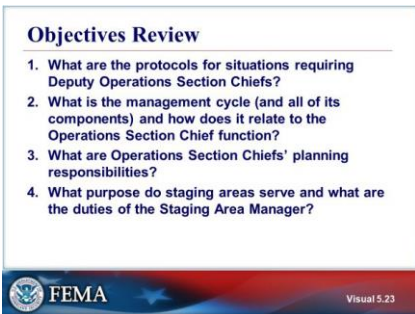 Objectives Review
1. What are the protocols for situations requiring
Deputy Operations Section Chiefs?
2. What is the management cycle (and all of its
components) and how does it relate to the
Operations Section Chief function?
3. What are Operations Section Chiefs' planning
responsibilities?
4. What purpose do staging areas serve and what are
the duties of the Staging Area Manager?
FEMA
Visual 5.23